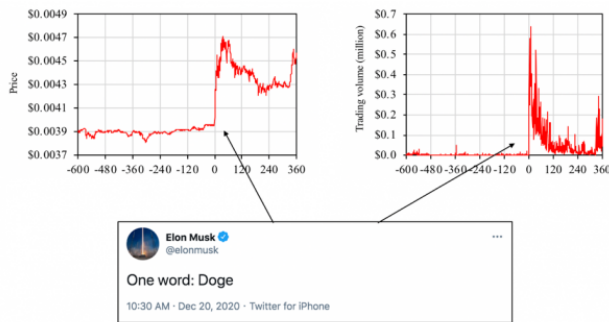 $0.0049
$0.0047
$0.0045
$0.0043
$0.0041
$0.0039
$0.0037
Price
-600 -480 -360 -240 -120 0 120 240 360
$0.7
$0.6
$0.5
$0.4
$0.3
$0.2
$0.1
$0.0
Trading volume (million)
-600 -480 -360 -240 -120 0 120 240 360
Elon Musk
@elonmusk
...
One word: Doge
10:30 AM · Dec 20, 2020 · Twitter for iPhone